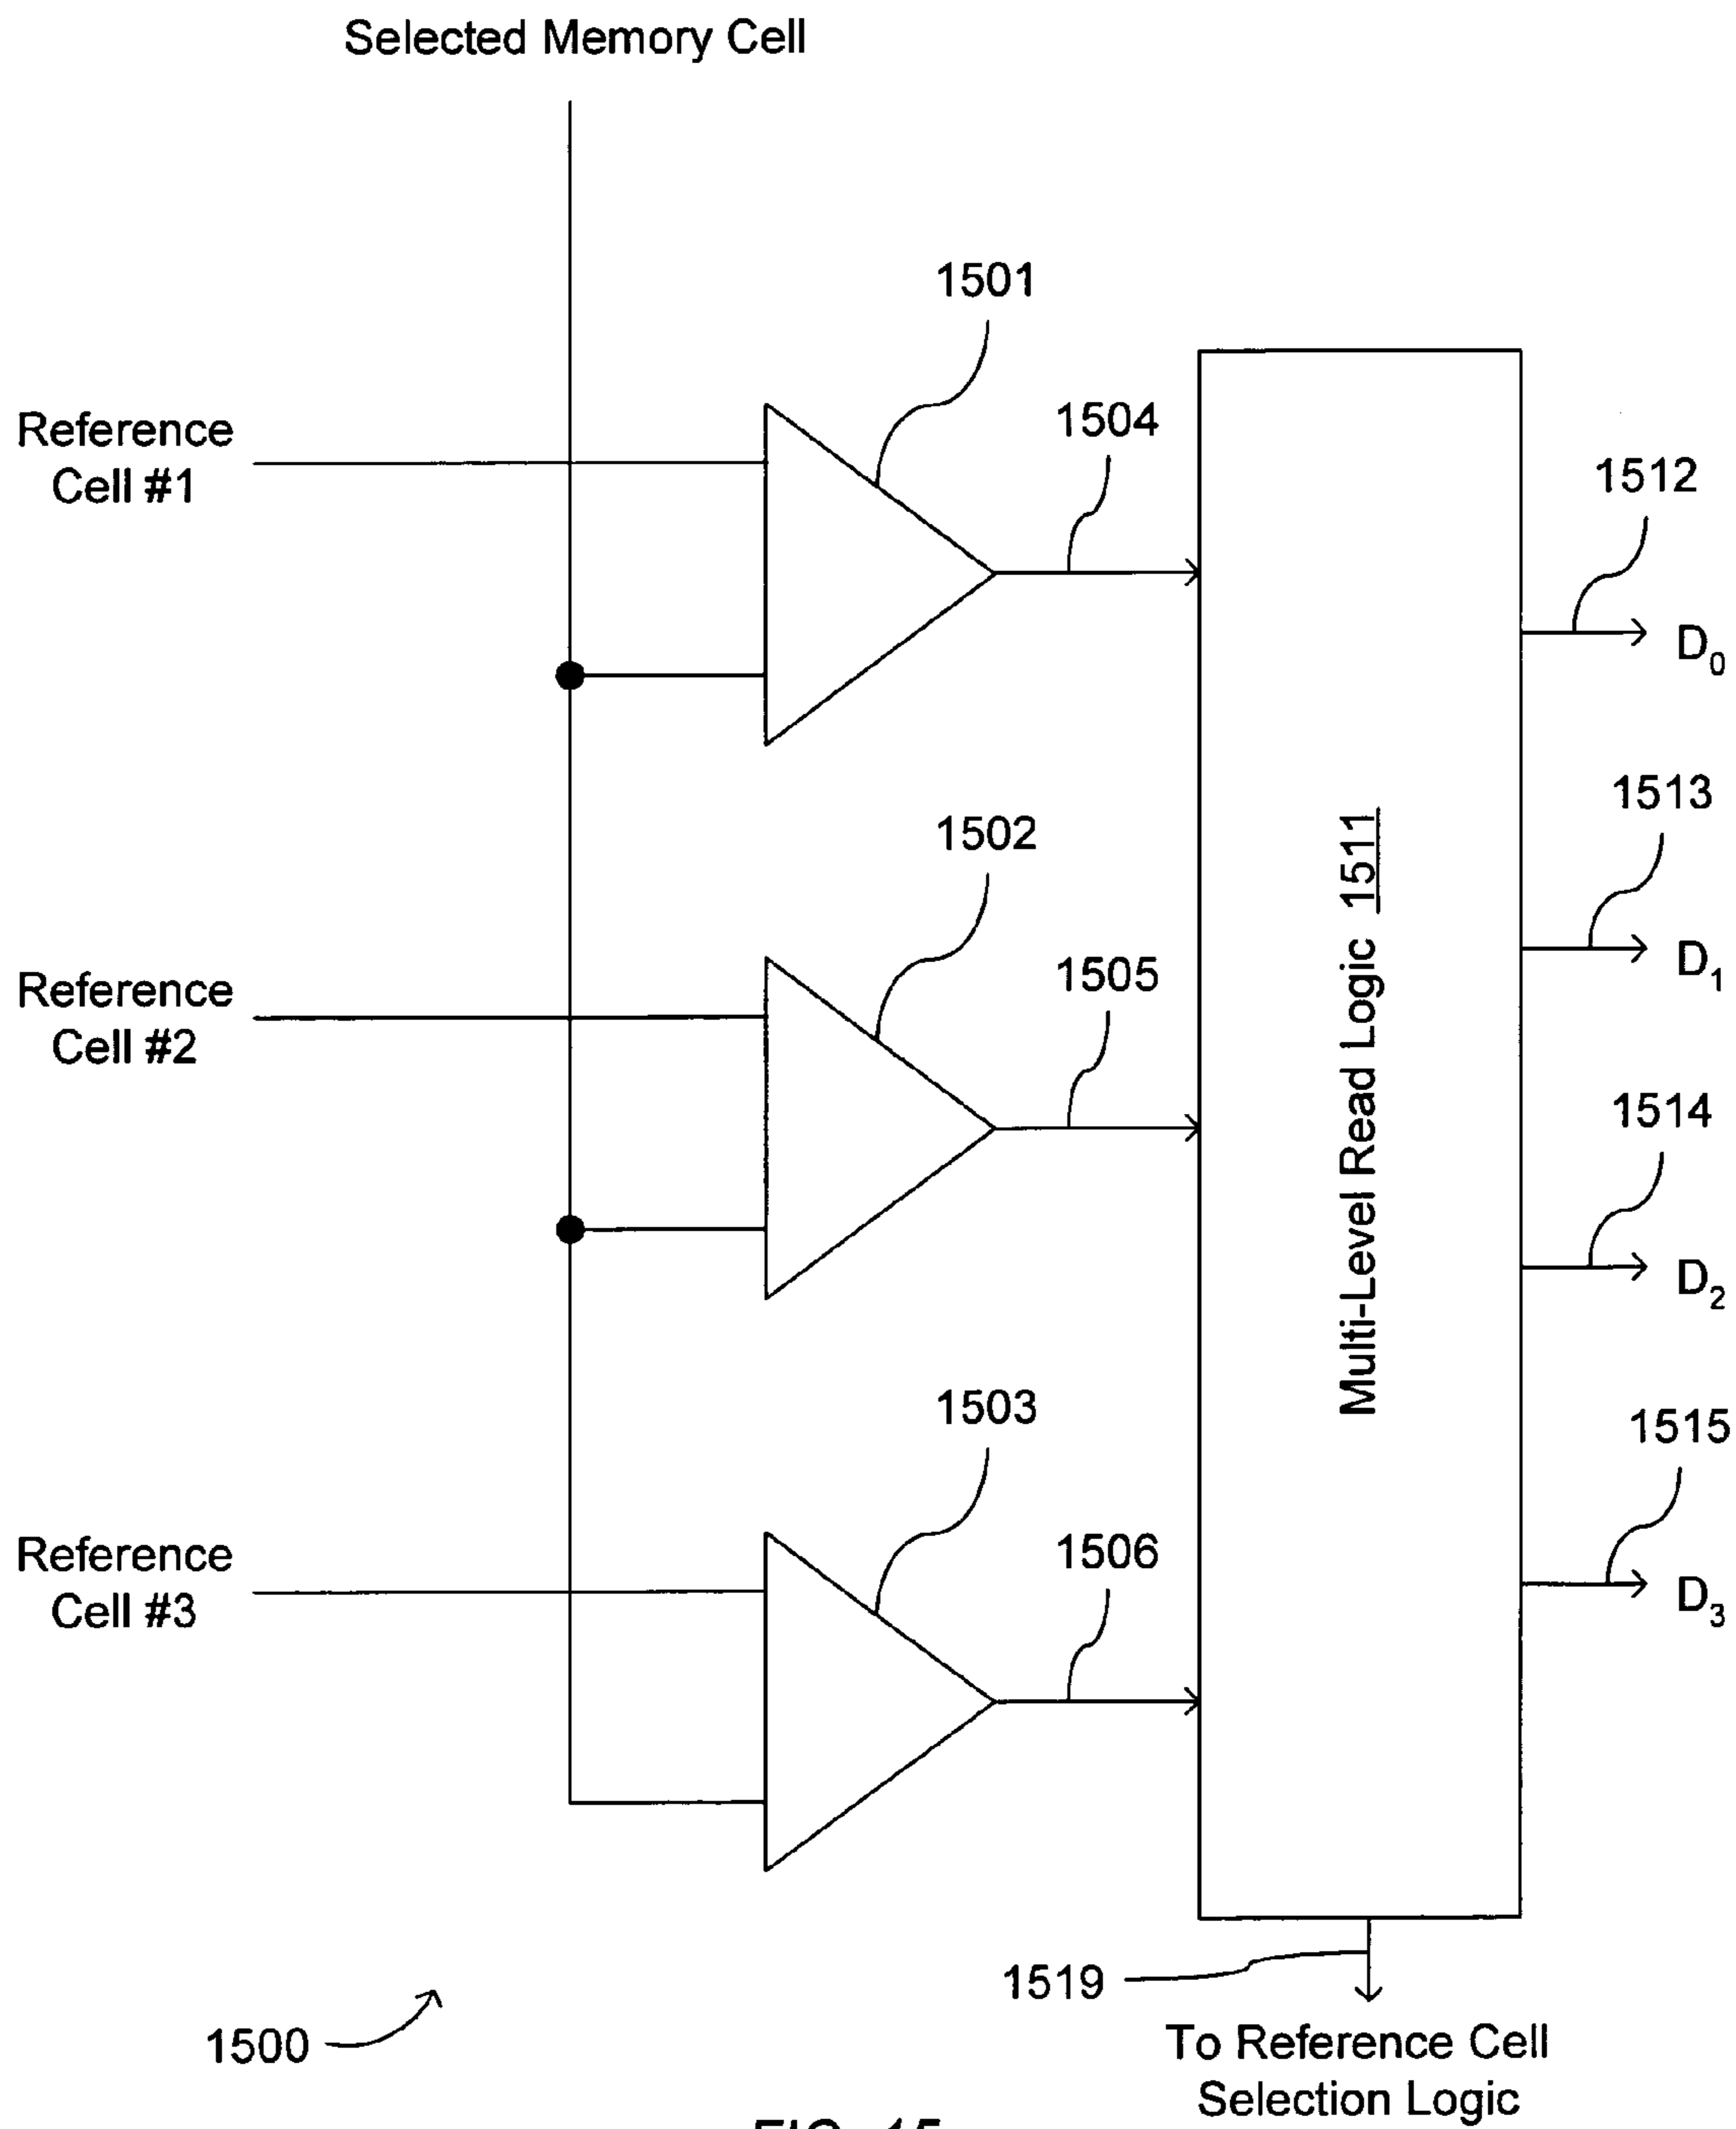 Selected Memory Cell
1501
Reference
Cell #1
1504
1512
D0
1513
1502
Reference
Cell #2
1505
D1
Multi-Level Read Logic 1511
1514
D2
1503
1515
Reference
Cell #3
1506
D3
1519
1500
To Reference Cell
Selection Logic
FIG. 15